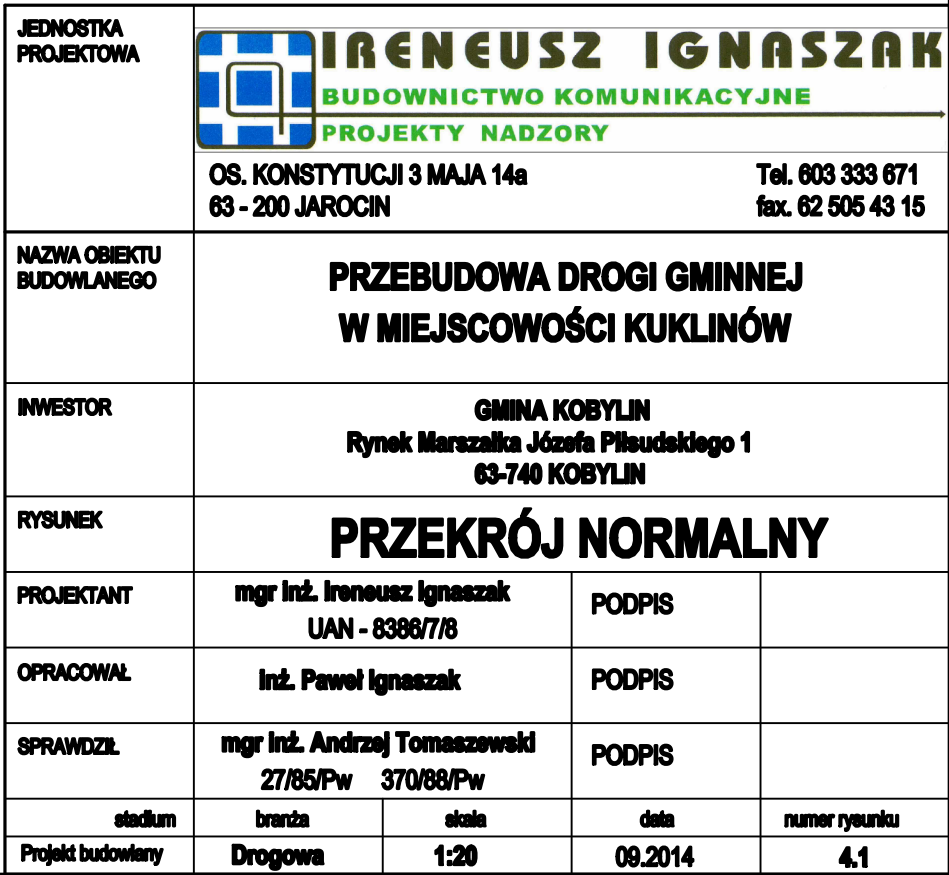 JEDNOSTKA
PROJEKTOWA
IRENEUSZ IGNASZAK
BUDOWNICTWO KOMUNIKACYJNE
PROJEKTY NADZORY
OS. KONSTYTUCJI 3 MAJA 14a
Tel. 603 333 671
63 - 200 JAROCIN
fax. 62 505 43 15
NAZWA OBIEKTU
BUDOWLANEGO
PRZEBUDOWA DROGI GMINNEJ
W MIEJSCOWOŚCI KUKLINÓW
INWESTOR
GMINA KOBYLIN
Rynek Marszałka Józefa Piłsudskiego 1
63-740 KOBYLIN
RYSUNEK
PRZEKRÓJ NORMALNY
PROJEKTANT
mgr inż. Ireneusz Ignaszak
UAN - 8386/7/8
PODPIS
OPRACOWAŁ
inż. Paweł Ignaszak
PODPIS
SPRAWDZIŁ
mgr inż. Andrzej Tomaszewski
27/85/Pw 370/88/Pw
PODPIS
stadium branża skala data numer rysunku
Projekt budowlany Drogowa 1:20 09.2014 4.1